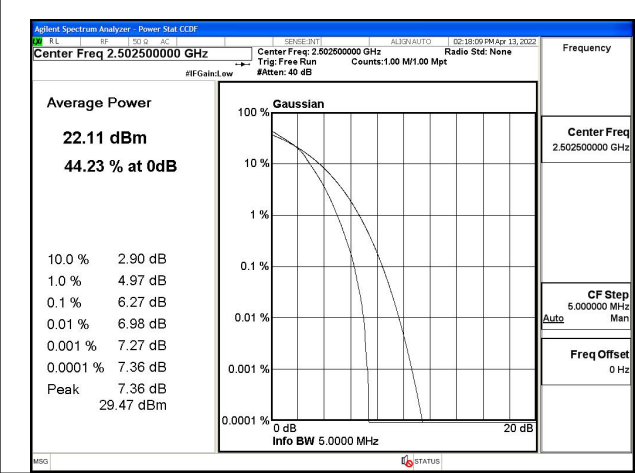 Agilent Spectrum Analyzer - Power Stat CCDF
RL RF 50 Ω AC SENSE:INT ALIGN AUTO 02:18:09 PM Apr 13, 2022
Center Freq 2.502500000 GHz
Center Freq: 2.502500000 GHz Radio Std: None
Trig: Free Run Counts:1.00 M/1.00 Mpt
#IFGain:Low #Atten: 40 dB
Frequency
Average Power
22.11 dBm
44.23 % at 0dB
10.0 % 2.90 dB
1.0 % 4.97 dB
0.1 % 6.27 dB
0.01 % 6.98 dB
0.001 % 7.27 dB
0.0001 % 7.36 dB
Peak 7.36 dB
29.47 dBm
Gaussian
100 %
10 %
1 %
0.1 %
0.01 %
0.001 %
0.0001 %
0 dB 20 dB
Info BW 5.0000 MHz
Center Freq
2.502500000 GHz
CF Step
5.000000 MHz
Auto Man
Freq Offset
0 Hz
MSG STATUS